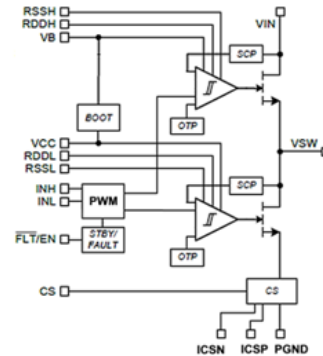 RSSH
RDDH
VB
VIN
SCP
BOOT
OTP
VCC
RDDL
RSSL
VSW
SCP
INH
INL
PWM
FLT/EN
STBY/
FAULT
OTP
CS
CS
ICSN
ICSP
PGND